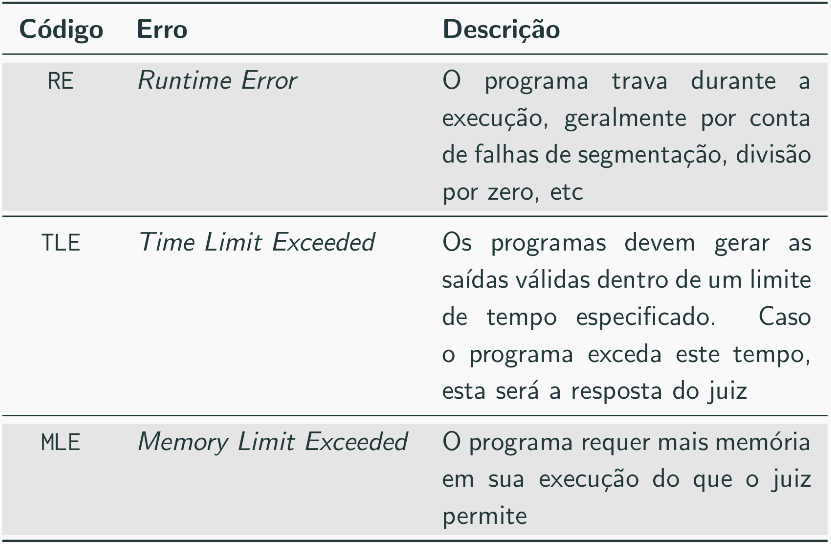 Código Erro Descrição
RE Runtime Error O programa trava durante a
execução, geralmente por conta
de falhas de segmentação, divisão
por zero, etc
TLE Time Limit Exceeded Os programas devem gerar as
saídas válidas dentro de um limite
de tempo especificado. Caso
o programa exceda este tempo,
esta será a resposta do juiz
MLE Memory Limit Exceeded O programa requer mais memória
em sua execução do que o juiz
permite